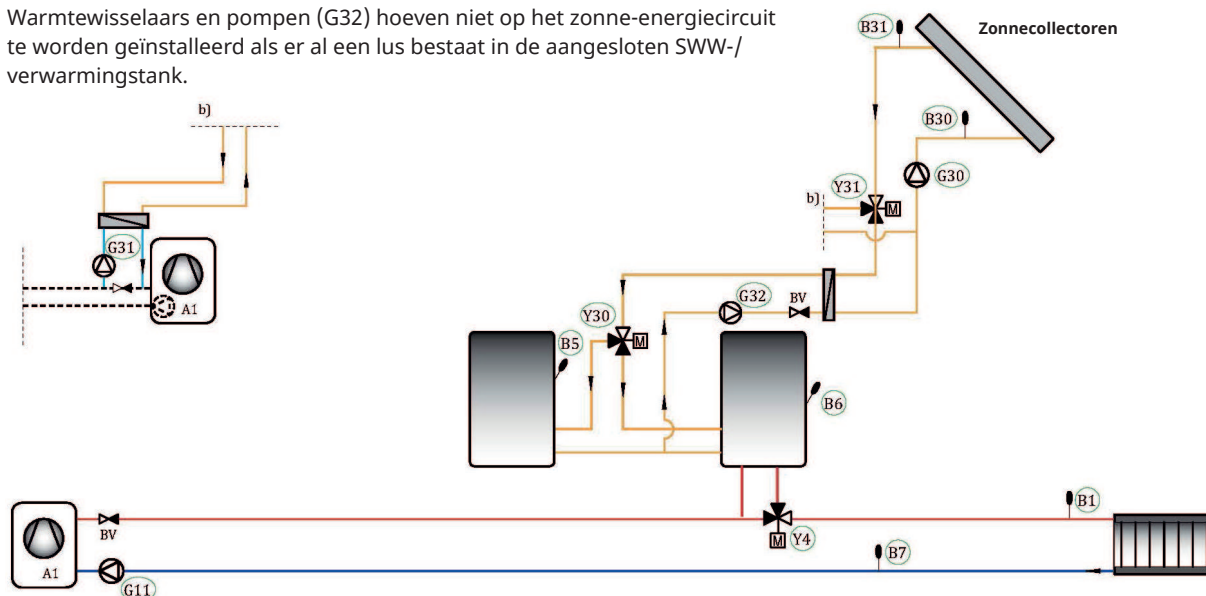 Warmtewisselaars en pompen (G32) hoeven niet op het zonne-energiecircuit
te worden geïnstalleerd als er al een lus bestaat in de aangesloten SWW-/
verwarmingstank.
B31
Zonnecollectoren
b)
B30
G30
Y31
b)
M
G31
A1
G32
BV
Y30
M
B5
B6
B1
BV
Y4
M
B7
A1
G11